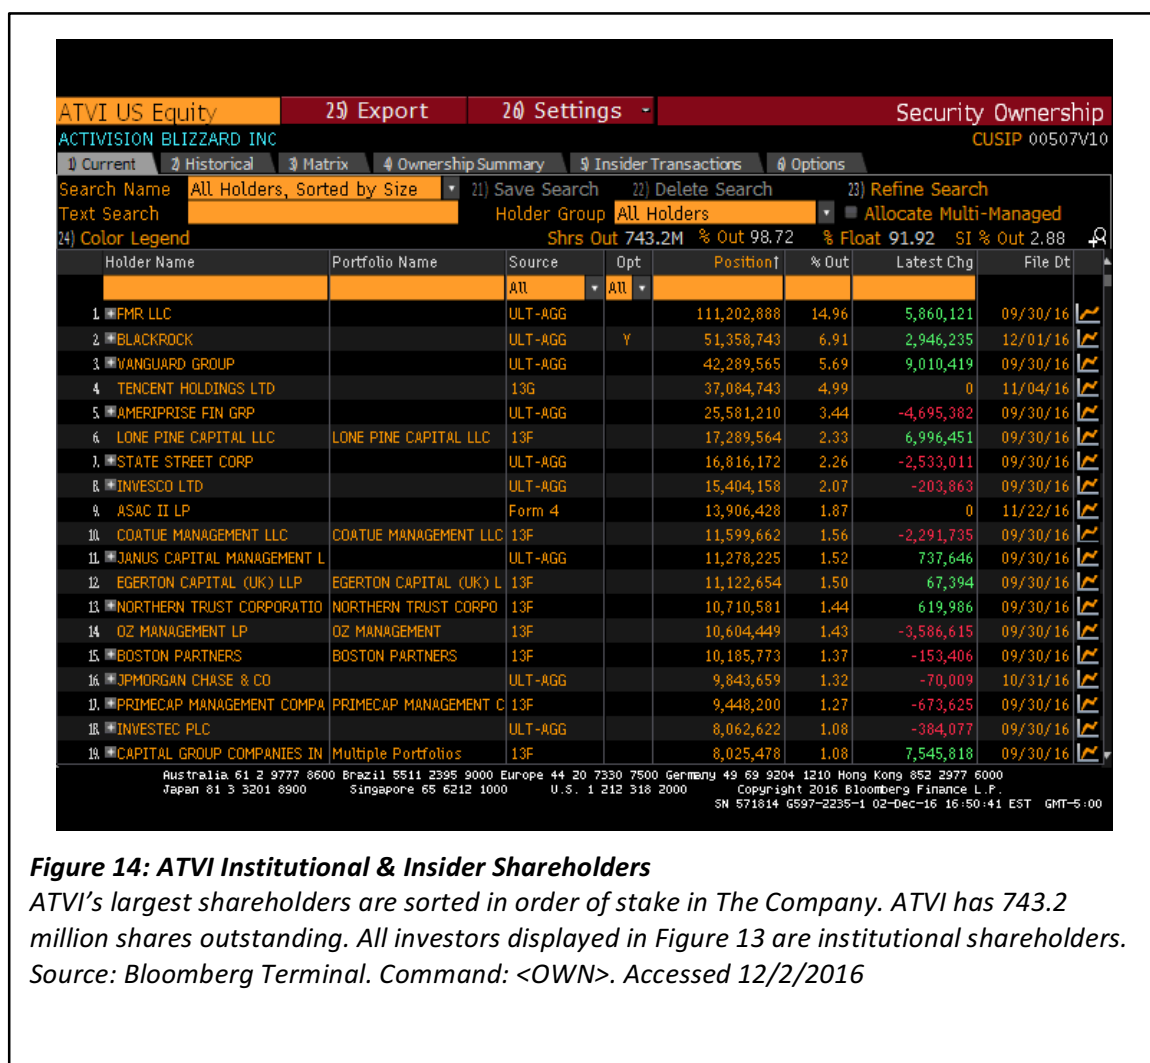 ATVI US Equity 25) Export 26) Settings Security Ownership
ACTIVISION BLIZZARD INC CUSIP 00507V10
1) Current 2) Historical 3) Matrix 4) Ownership Summary 5) Insider Transactions 6) Options
Search Name All Holders, Sorted by Size 21) Save Search 22) Delete Search 23) Refine Search
Text Search Holder Group All Holders Allocate Multi-Managed
24) Color Legend Shrs Out 743.2M % Out 98.72 % Float 91.92 SI % Out 2.88
Holder Name Portfolio Name Source Opt Position↑ % Out Latest Chg File Dt
All All
1. FMR LLC ULT-AGG 111,202,888 14.96 5,860,121 09/30/16
2. BLACKROCK ULT-AGG Y 51,358,743 6.91 2,946,235 12/01/16
3. VANGUARD GROUP ULT-AGG 42,289,565 5.69 9,010,419 09/30/16
4. TENCENT HOLDINGS LTD 13G 37,084,743 4.99 0 11/04/16
5. AMERIPRISE FIN GRP ULT-AGG 25,581,210 3.44 -4,695,382 09/30/16
6. LONE PINE CAPITAL LLC LONE PINE CAPITAL LLC 13F 17,289,564 2.33 6,996,451 09/30/16
7. STATE STREET CORP ULT-AGG 16,816,172 2.26 -2,533,011 09/30/16
8. INVESCO LTD ULT-AGG 15,404,158 2.07 -203,863 09/30/16
9. ASAC II LP Form 4 13,906,428 1.87 0 11/22/16
10. COATUE MANAGEMENT LLC COATUE MANAGEMENT LLC 13F 11,599,662 1.56 -2,291,735 09/30/16
11. JANUS CAPITAL MANAGEMENT L ULT-AGG 11,278,225 1.52 737,646 09/30/16
12. EGERTON CAPITAL (UK) LLP EGERTON CAPITAL (UK) L 13F 11,122,654 1.50 67,394 09/30/16
13. NORTHERN TRUST CORPORATIO NORTHERN TRUST CORPO 13F 10,710,581 1.44 619,986 09/30/16
14. OZ MANAGEMENT LP OZ MANAGEMENT 13F 10,604,449 1.43 -3,586,615 09/30/16
15. BOSTON PARTNERS BOSTON PARTNERS 13F 10,185,773 1.37 -153,406 09/30/16
16. JPMORGAN CHASE & CO ULT-AGG 9,843,659 1.32 -70,009 10/31/16
17. PRIMECAP MANAGEMENT COMPA PRIMECAP MANAGEMENT C 13F 9,448,200 1.27 -673,625 09/30/16
18. INVESTEC PLC ULT-AGG 8,062,622 1.08 -384,077 09/30/16
19. CAPITAL GROUP COMPANIES IN Multiple Portfolios 13F 8,025,478 1.08 7,545,818 09/30/16
Australia 61 2 9777 8600 Brazil 5511 2395 9000 Europe 44 20 7330 7500 Germany 49 69 9204 1210 Hong Kong 852 2977 6000
Japan 81 3 3201 8900 Singapore 65 6212 1000 U.S. 1 212 318 2000 Copyright 2016 Bloomberg Finance L.P.
SN 571814 G597-2235-1 02-Dec-16 16:50:41 EST GMT-5:00
Figure 14: ATVI Institutional & Insider Shareholders
ATVI's largest shareholders are sorted in order of stake in The Company. ATVI has 743.2
million shares outstanding. All investors displayed in Figure 13 are institutional shareholders.
Source: Bloomberg Terminal. Command: <OWN>. Accessed 12/2/2016